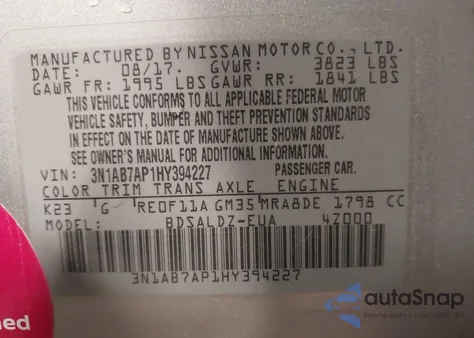 MANUFACTURED BY NISSAN MOTOR CO., LTD.
DATE: 08/17. GVWR: 3823 LBS
GAWR FR: 1995 LBS GAWR RR: 1841 LBS
THIS VEHICLE CONFORMS TO ALL APPLICABLE FEDERAL MOTOR
VEHICLE SAFETY, BUMPER AND THEFT PREVENTION STANDARDS
IN EFFECT ON THE DATE OF MANUFACTURE SHOWN ABOVE.
SEE OWNER'S MANUAL FOR ADDITIONAL INFORMATION.
VIN: 3N1AB7AP1HY394227 PASSENGER CAR.
COLOR TRIM TRANS AXLE ENGINE
K23 G RE0F11A GM35 MRA8DE 1798 CC
MODEL: BDSALDZ-EUA 4Z000
3N1AB7AP1HY394227
ned
autoSnap